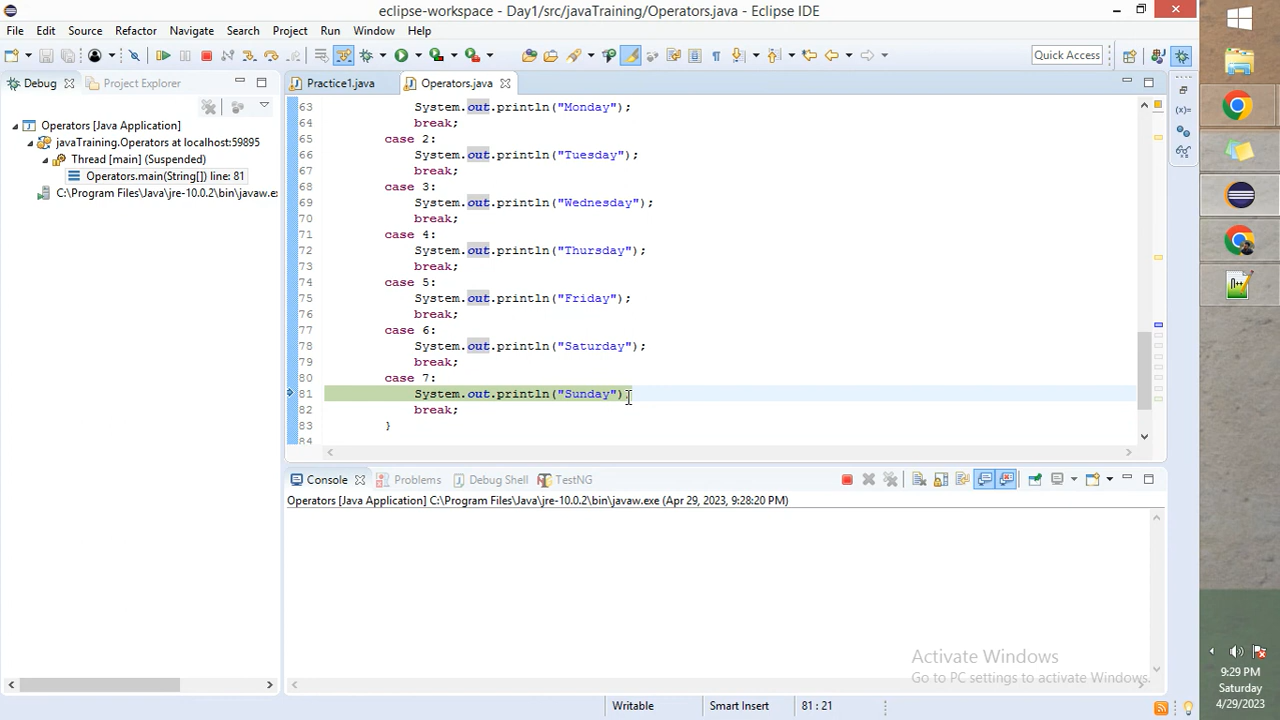 eclipse-workspace - Day1/src/javaTraining/Operators.java - Eclipse IDE
File Edit Source Refactor Navigate Search Project Run Window Help
Quick Access
Debug Project Explorer
Practice1.java Operators.java
Operators [Java Application]
javaTraining.Operators at localhost:59895
Thread [main] (Suspended)
Operators.main(String[]) line: 81
C:\Program Files\Java\jre-10.0.2\bin\javaw.exe
63 System.out.println("Monday");
64 break;
65 case 2:
66 System.out.println("Tuesday");
67 break;
68 case 3:
69 System.out.println("Wednesday");
70 break;
71 case 4:
72 System.out.println("Thursday");
73 break;
74 case 5:
75 System.out.println("Friday");
76 break;
77 case 6:
78 System.out.println("Saturday");
79 break;
80 case 7:
81 System.out.println("Sunday");
82 break;
83 }
84
Console Problems Debug Shell TestNG
Operators [Java Application] C:\Program Files\Java\jre-10.0.2\bin\javaw.exe (Apr 29, 2023, 9:28:20 PM)
Activate Windows
Go to PC settings to activate Windows.
Writable Smart Insert 81 : 21
9:29 PM
Saturday
4/29/2023